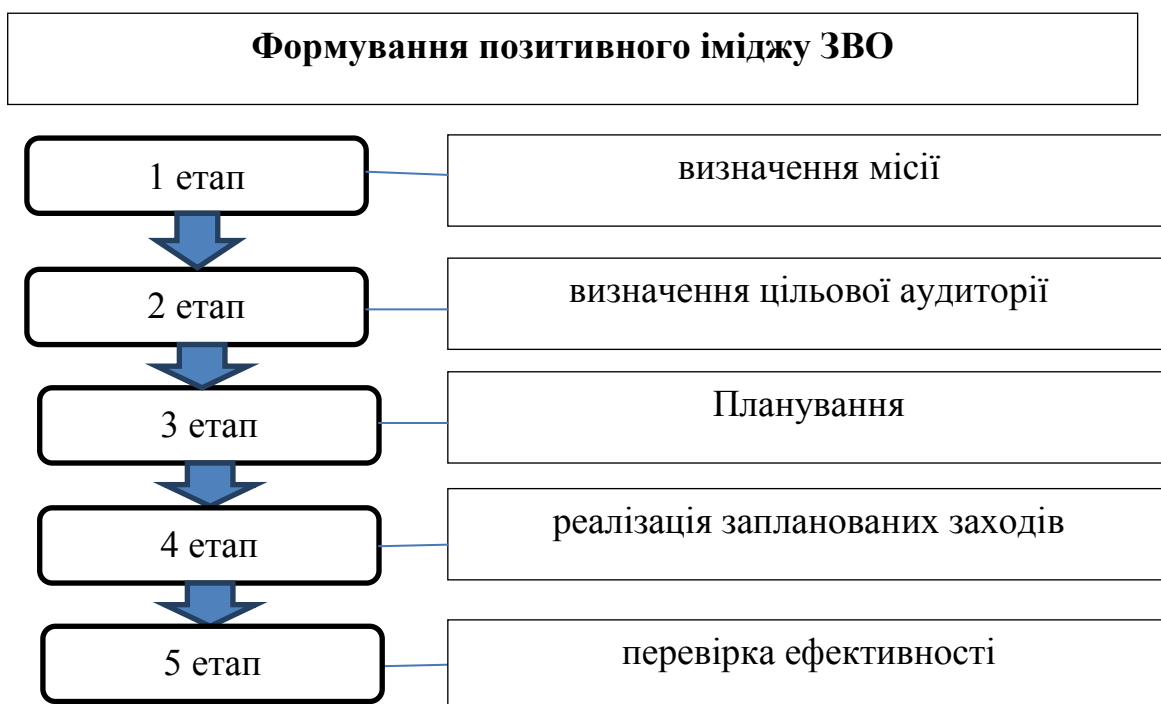 Формування позитивного іміджу ЗВО
1 етап
визначення місії
2 етап
визначення цільової аудиторії
3 етап
Планування
4 етап
реалізація запланованих заходів
5 етап
перевірка ефективності